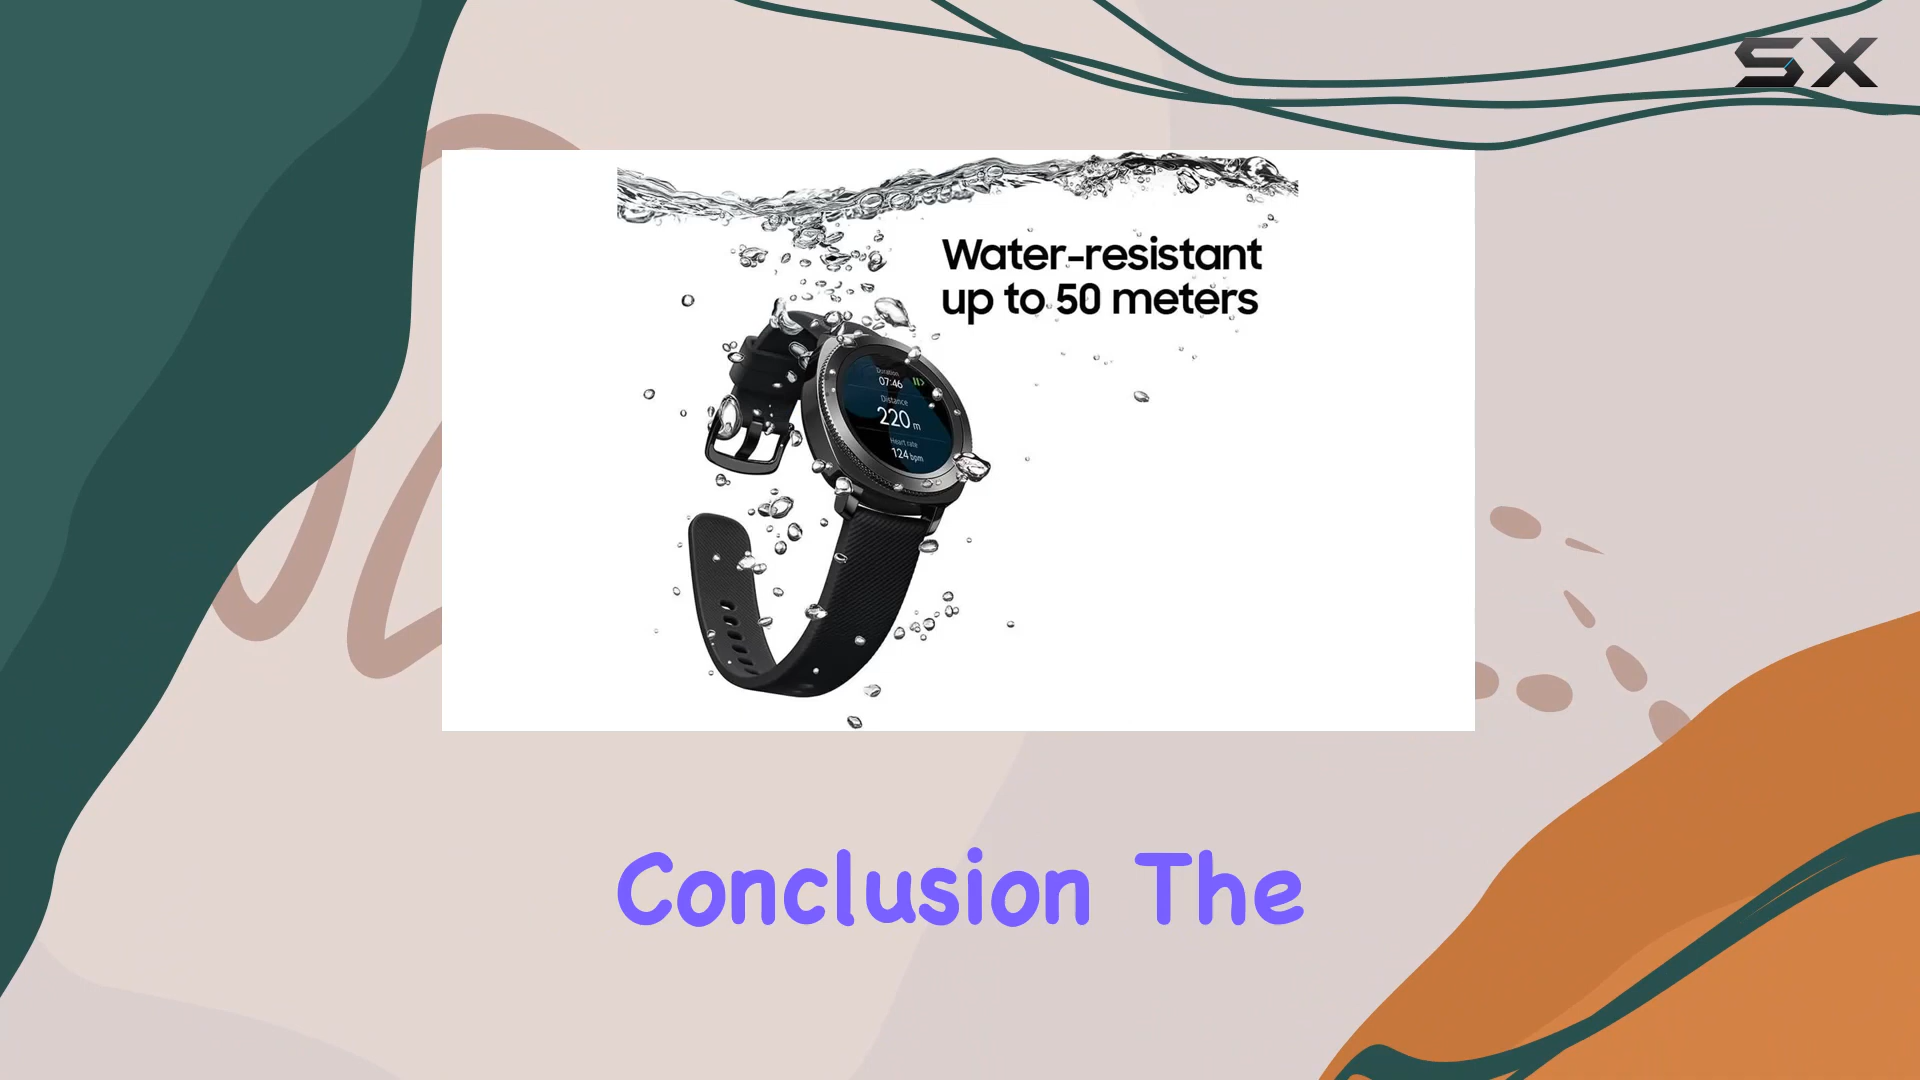 SX
Water-resistant
up to 50 meters
Duration
07:46
Distance
220 m
Heart rate
124 bpm
Conclusion The